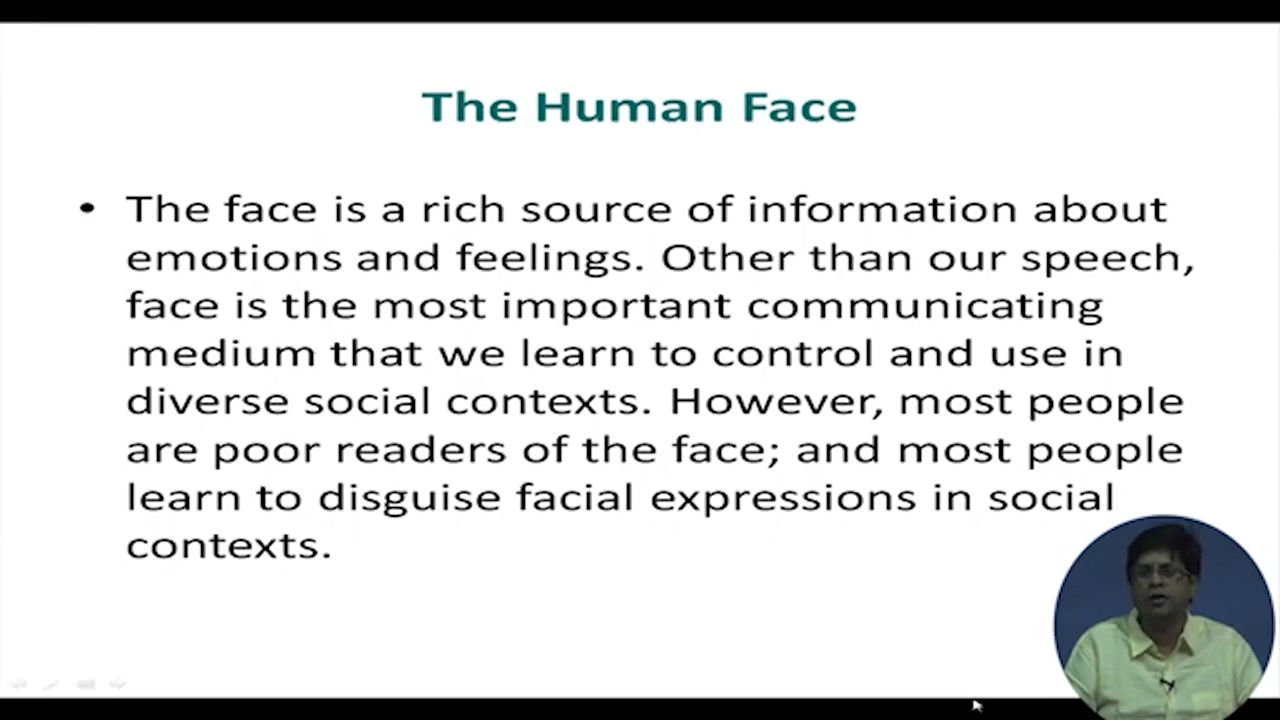 The Human Face
• The face is a rich source of information about
emotions and feelings. Other than our speech,
face is the most important communicating
medium that we learn to control and use in
diverse social contexts. However, most people
are poor readers of the face; and most people
learn to disguise facial expressions in social
contexts.